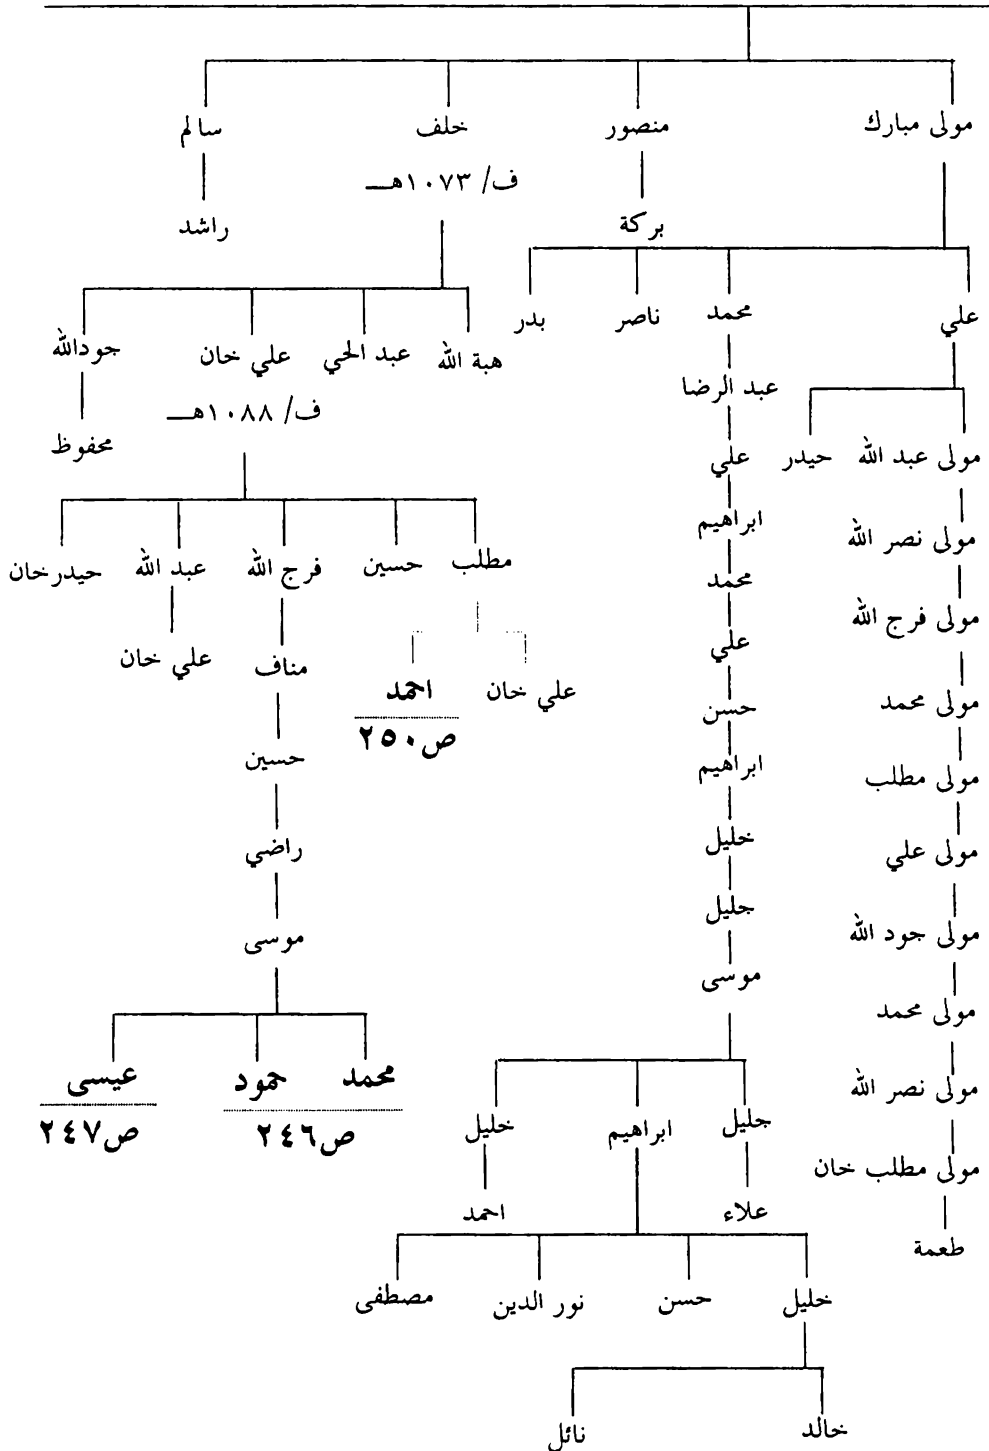 مولى مبارك منصور خلف سالم
ف/ ١٠٧٣هـ
بركة راشد
علي محمد ناصر بدر
هبة الله عبد الحي علي خان جودالله
عبد الرضا
ف/ ١٠٨٨هـ
محفوظ
مولى عبد الله حيدر علي
ابراهيم
مولى نصر الله
مطلب حسين فرج الله عبد الله حيدرخان
محمد
مولى فرج الله
علي
علي خان احمد مناف علي خان
ص٢٥٠
مولى محمد حسن
حسين
مولى مطلب ابراهيم
مولى علي خليل راضي
جليل
مولى جود الله موسى
موسى
مولى محمد
محمد حمود عيسى
ص٢٤٦ ص٢٤٧
مولى نصر الله
جليل ابراهيم خليل
مولى مطلب خان
علاء احمد
طعمة
خليل حسن نور الدين مصطفى
خالد نائل